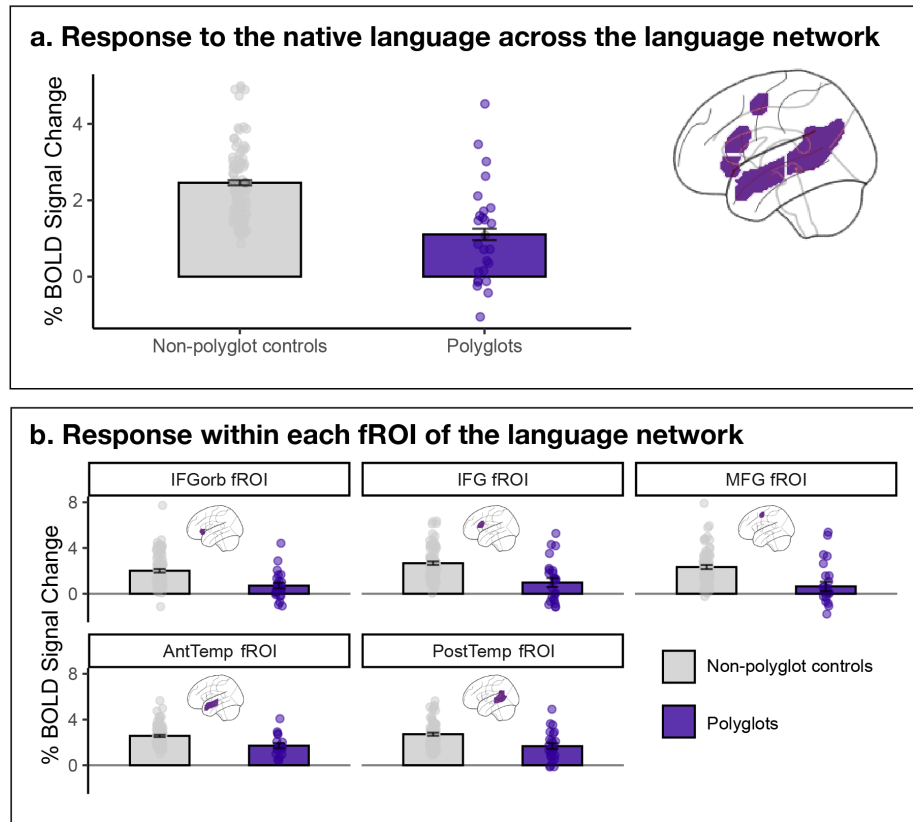 a. Response to the native language across the language network
% BOLD Signal Change
4
2
0
Non-polyglot controls
Polyglots
b. Response within each fROI of the language network
% BOLD Signal Change
IFGorb fROI
IFG fROI
MFG fROI
8
4
0
AntTemp fROI
PostTemp fROI
8
4
0
Non-polyglot controls
Polyglots